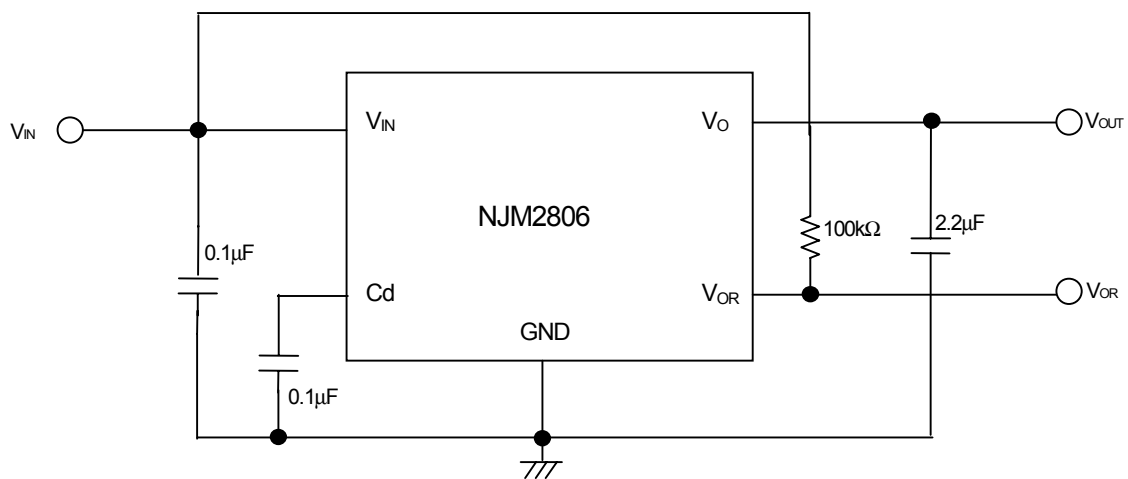 VIN
VIN
VO
VOUT
NJM2806
100kΩ
2.2μF
0.1μF
Cd
VOR
VOR
GND
0.1μF